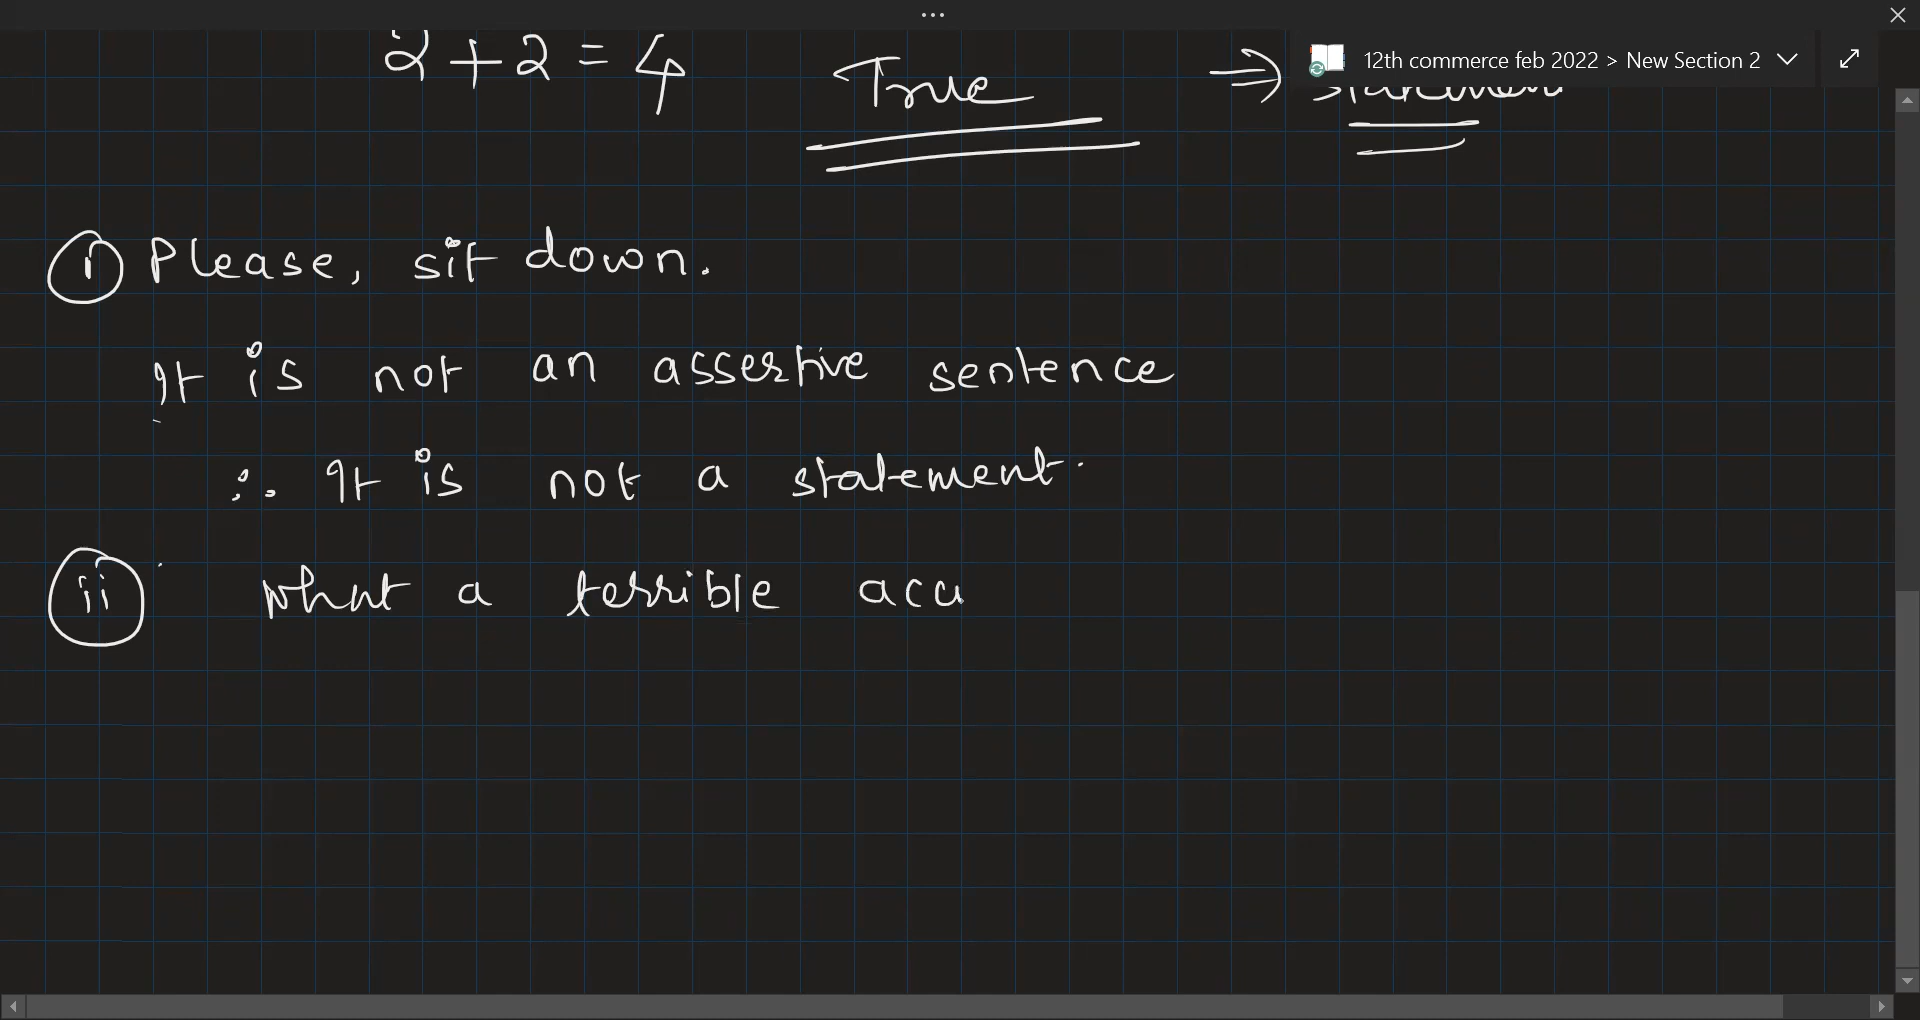 12th commerce feb 2022 > New Section 2
2 + 2 = 4 True ⇒ statement
i Please, sit down.
It is not an assertive sentence
∴ It is not a statement.
ii What a terrible acci